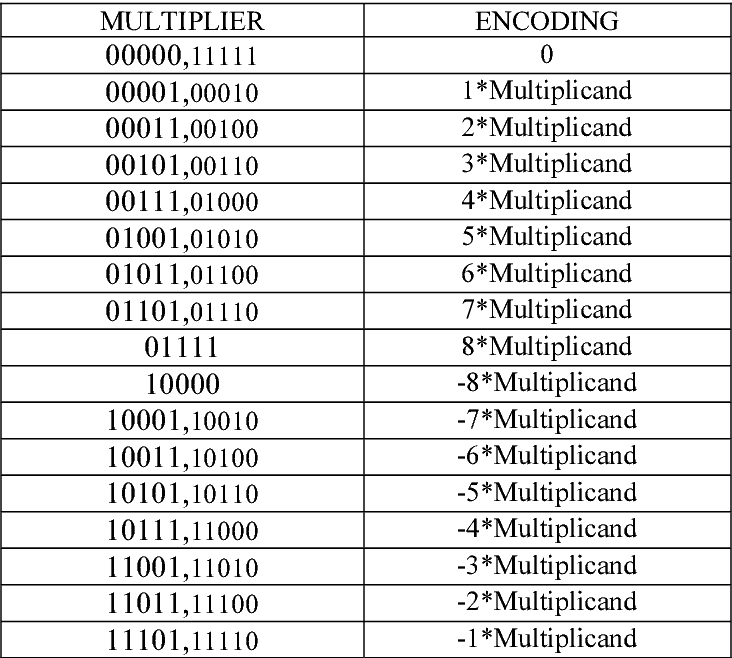 MULTIPLIER ENCODING
00000,11111 0
00001,00010 1*Multiplicand
00011,00100 2*Multiplicand
00101,00110 3*Multiplicand
00111,01000 4*Multiplicand
01001,01010 5*Multiplicand
01011,01100 6*Multiplicand
01101,01110 7*Multiplicand
01111 8*Multiplicand
10000 -8*Multiplicand
10001,10010 -7*Multiplicand
10011,10100 -6*Multiplicand
10101,10110 -5*Multiplicand
10111,11000 -4*Multiplicand
11001,11010 -3*Multiplicand
11011,11100 -2*Multiplicand
11101,11110 -1*Multiplicand